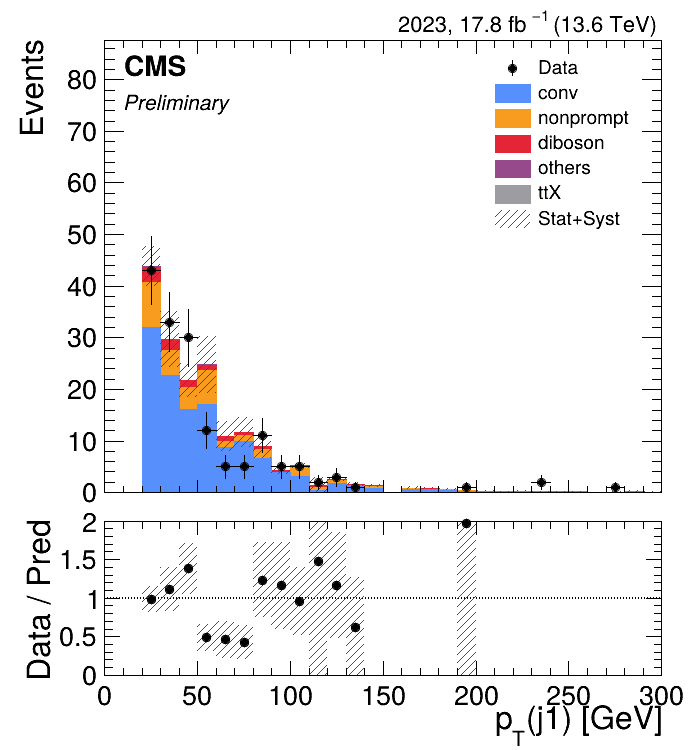 2023, 17.8 fb⁻¹ (13.6 TeV)
Events
CMS
Preliminary
Data
conv
nonprompt
diboson
others
ttX
Stat+Syst
80
70
60
50
40
30
20
10
0
Data / Pred
2
1.5
1
0.5
0
0 50 100 150 200 250 300
p_T(j1) [GeV]